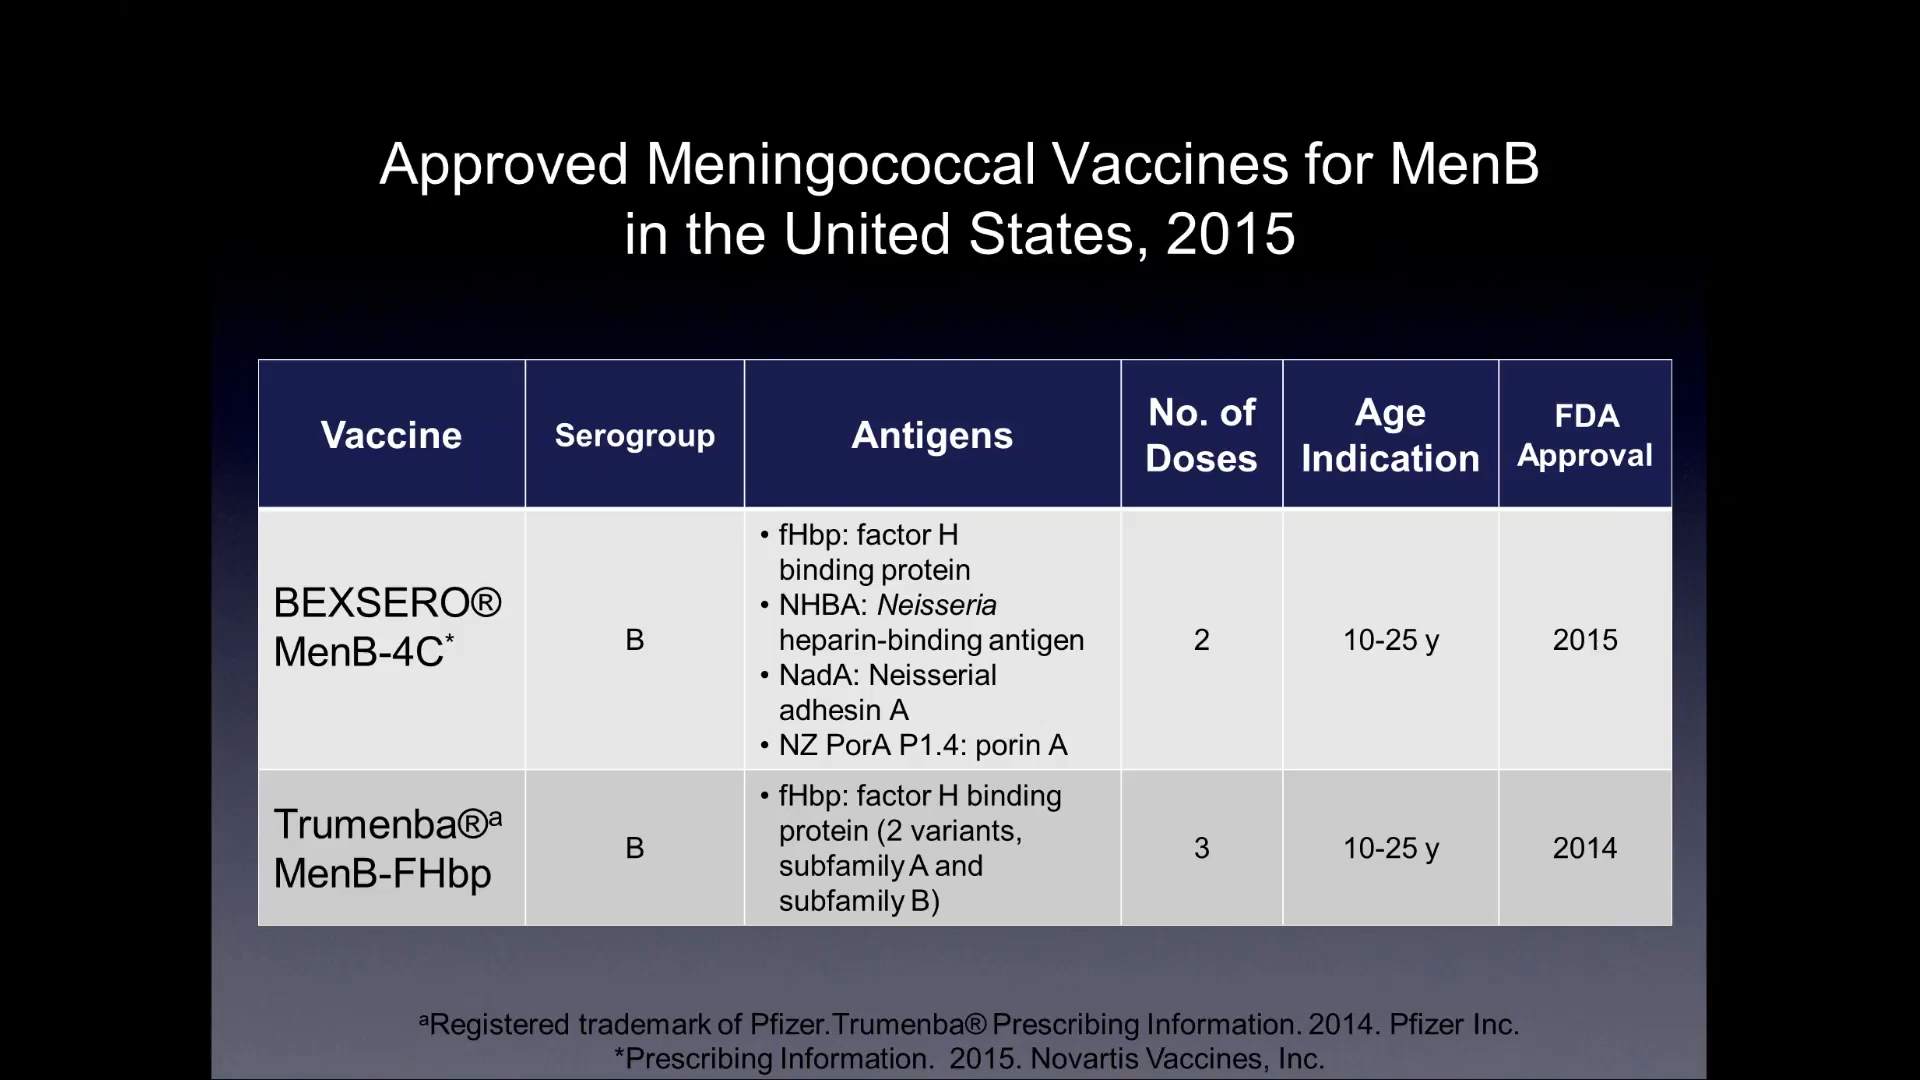 Approved Meningococcal Vaccines for MenB
in the United States, 2015
Vaccine
Serogroup
Antigens
No. of
Doses
Age
Indication
FDA
Approval
BEXSERO®
MenB-4C*
B
• fHbp: factor H
binding protein
• NHBA: Neisseria
heparin-binding antigen
• NadA: Neisserial
adhesin A
• NZ PorA P1.4: porin A
2
10-25 y
2015
Trumenba®a
MenB-FHbp
B
• fHbp: factor H binding
protein (2 variants,
subfamily A and
subfamily B)
3
10-25 y
2014
aRegistered trademark of Pfizer.Trumenba® Prescribing Information. 2014. Pfizer Inc.
*Prescribing Information. 2015. Novartis Vaccines, Inc.